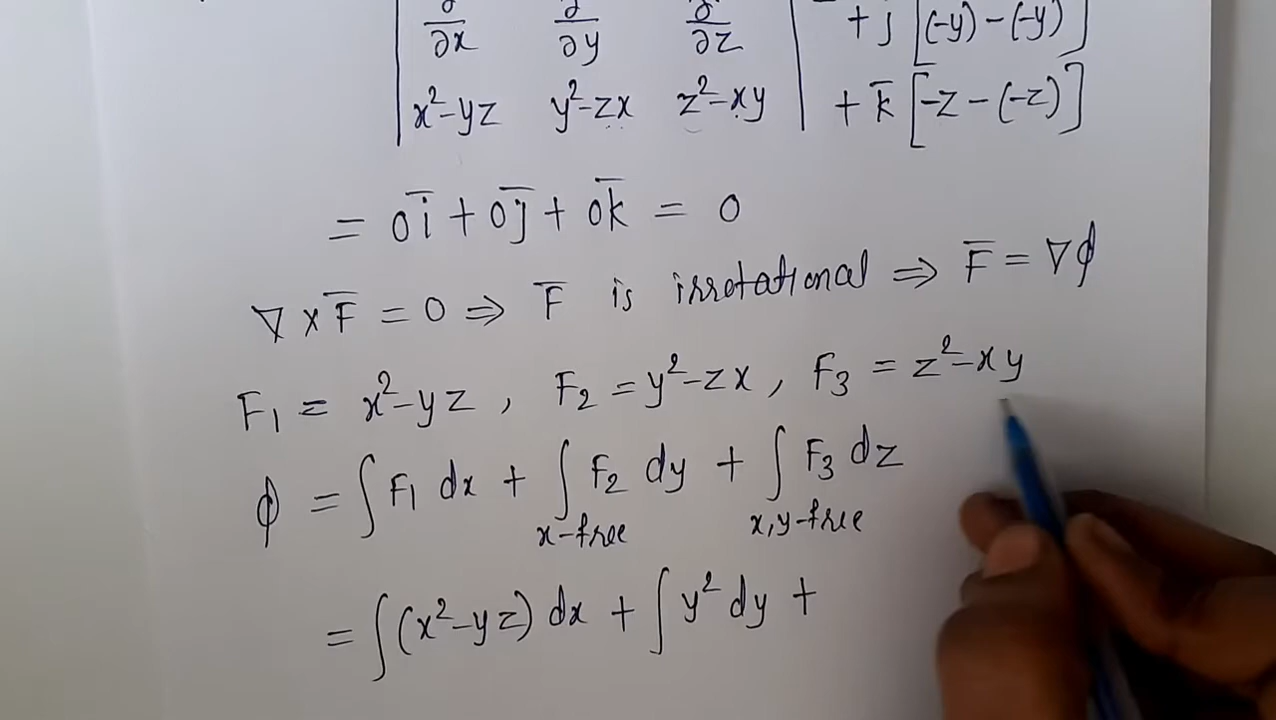 ∂/∂x ∂/∂y ∂/∂z + j [(-y) - (-y)]
x²-yz y²-zx z²-xy + k̅ [-z - (-z)]
= 0i̅ + 0j̅ + 0k̅ = 0
∇ × F̅ = 0 ⇒ F̅ is irrotational ⇒ F̅ = ∇ϕ
F₁ = x²-yz , F₂ = y²-zx , F₃ = z²-xy
ϕ = ∫ F₁ dx + ∫ F₂ dy + ∫ F₃ dz
x-free x,y-free
= ∫ (x²-yz) dx + ∫ y² dy +